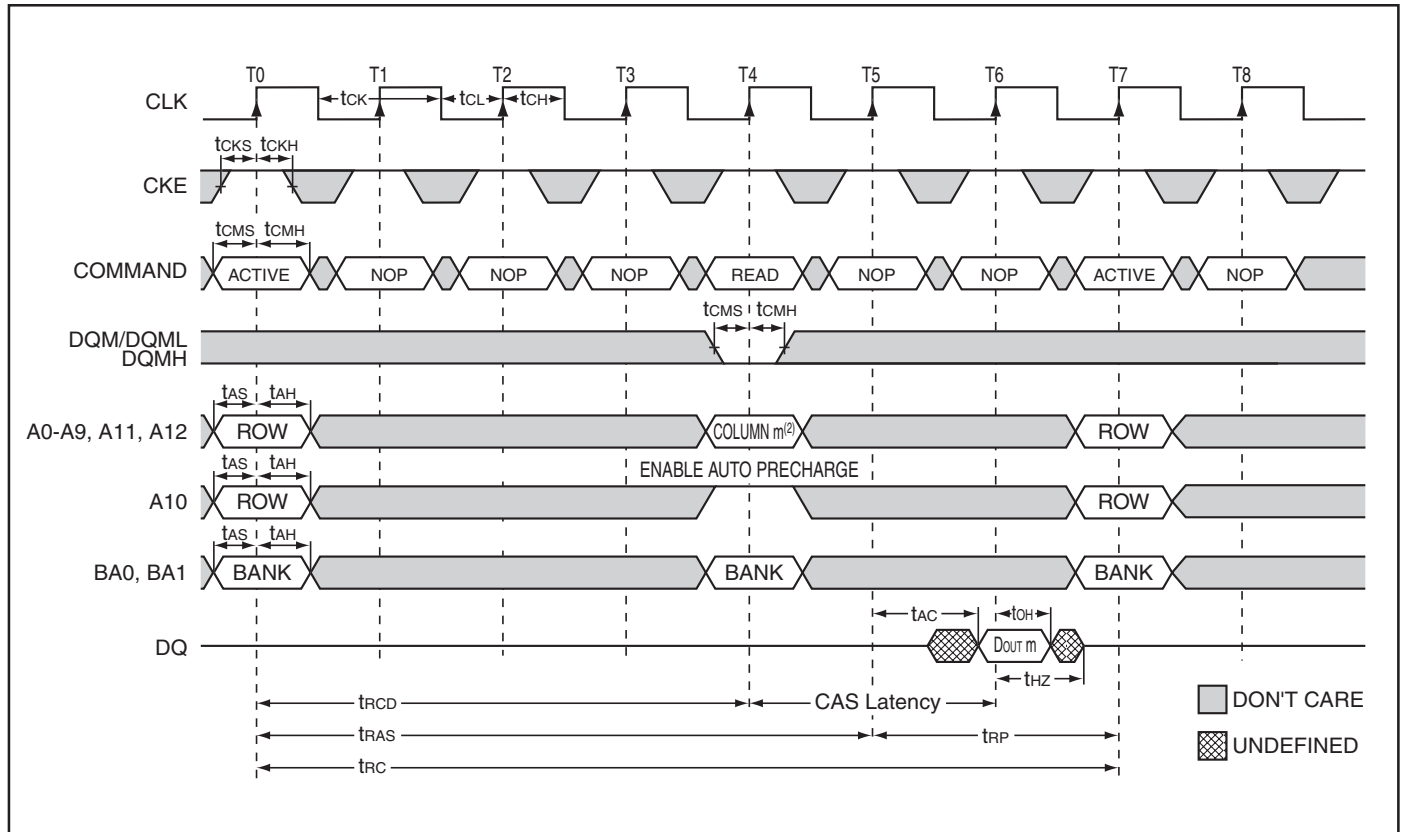 T0 T1 T2 T3 T4 T5 T6 T7 T8
CLK tCK tCL tCH
tCKS tCKH
CKE
tCMS tCMH
COMMAND ACTIVE NOP NOP NOP READ NOP NOP ACTIVE NOP
tCMS tCMH
DQM/DQML
DQMH
tAS tAH
A0-A9, A11, A12 ROW COLUMN m(2) ROW
tAS tAH ENABLE AUTO PRECHARGE
A10 ROW ROW
tAS tAH
BA0, BA1 BANK BANK BANK
tAC tOH
DQ DOUT m
tHZ
tRCD CAS Latency DON'T CARE
tRAS tRP UNDEFINED
tRC